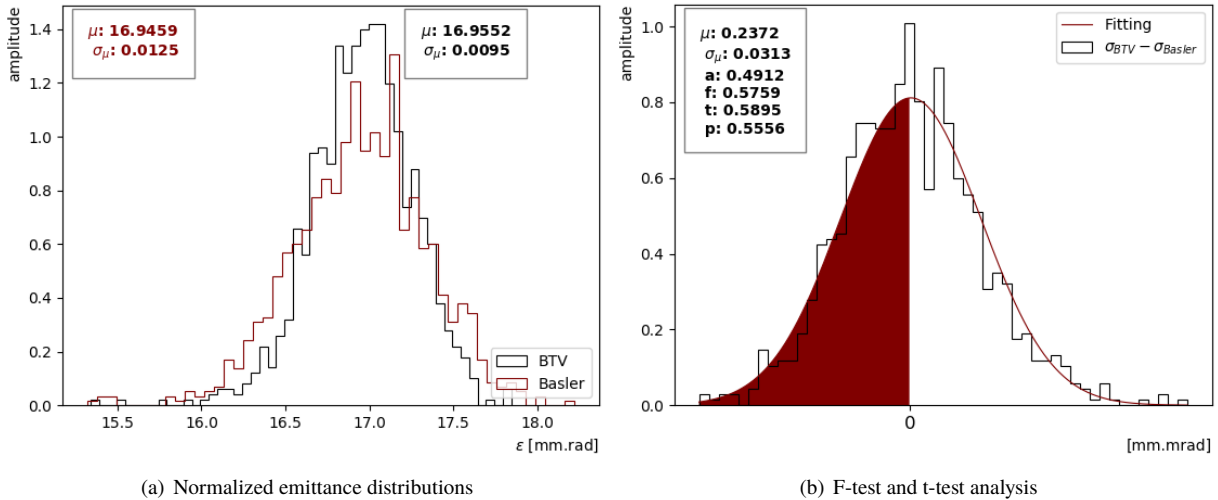 amplitude
1.4
1.2
1.0
0.8
0.6
0.4
0.2
0.0
μ: 16.9459
σμ: 0.0125
μ: 16.9552
σμ: 0.0095
BTV
Basler
15.5
16.0
16.5
17.0
17.5
18.0
ε [mm.rad]
(a) Normalized emittance distributions
amplitude
1.0
0.8
0.6
0.4
0.2
0.0
μ: 0.2372
σμ: 0.0313
a: 0.4912
f: 0.5759
t: 0.5895
p: 0.5556
Fitting
σBTV − σBasler
0
[mm.mrad]
(b) F-test and t-test analysis